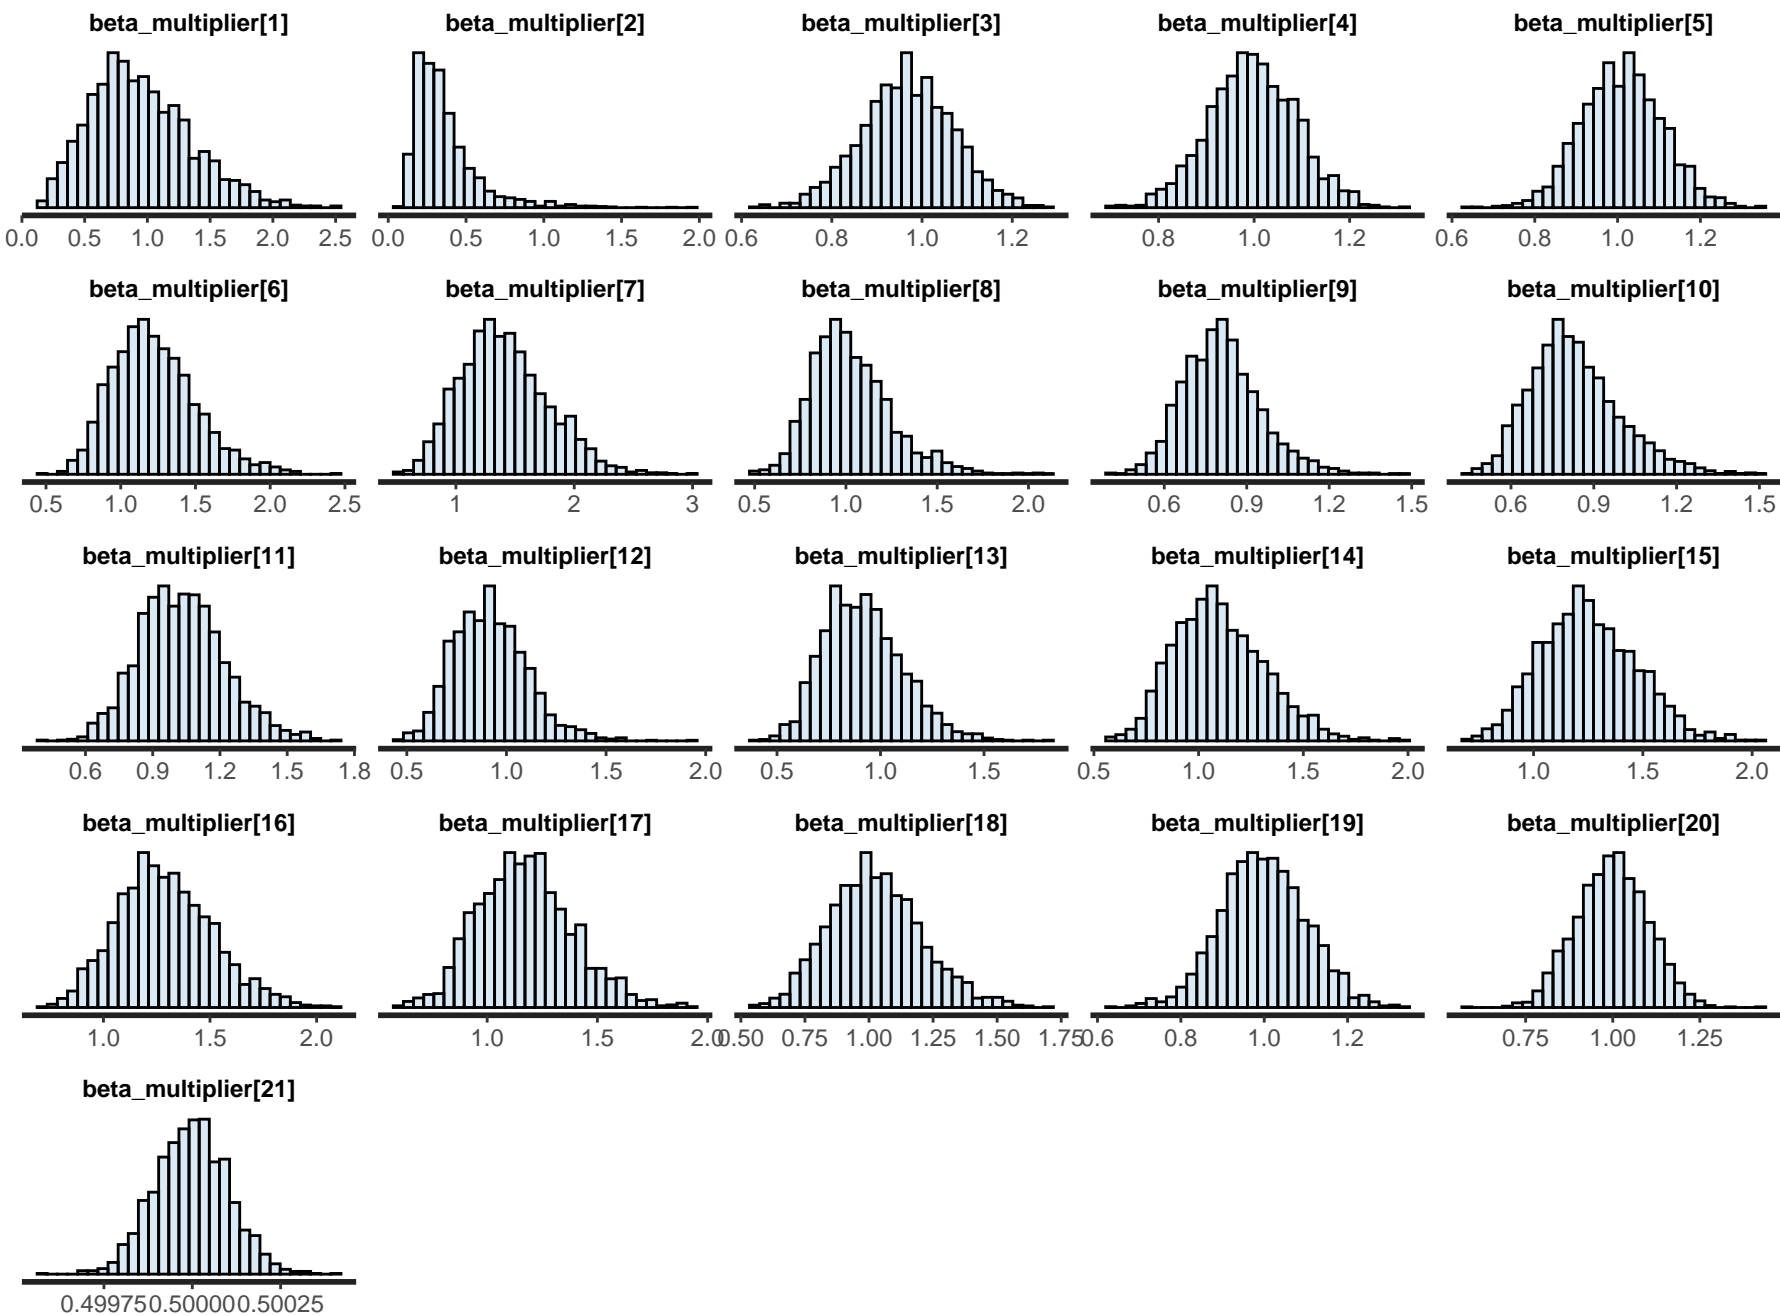 beta_multiplier[1] beta_multiplier[2] beta_multiplier[3] beta_multiplier[4] beta_multiplier[5]
0.0 0.5 1.0 1.5 2.0 2.5 0.0 0.5 1.0 1.5 2.0 0.6 0.8 1.0 1.2 0.8 1.0 1.2 0.6 0.8 1.0 1.2
beta_multiplier[6] beta_multiplier[7] beta_multiplier[8] beta_multiplier[9] beta_multiplier[10]
0.5 1.0 1.5 2.0 2.5 1 2 3 0.5 1.0 1.5 2.0 0.6 0.9 1.2 1.5 0.6 0.9 1.2 1.5
beta_multiplier[11] beta_multiplier[12] beta_multiplier[13] beta_multiplier[14] beta_multiplier[15]
0.6 0.9 1.2 1.5 1.8 0.5 1.0 1.5 2.0 0.5 1.0 1.5 0.5 1.0 1.5 2.0 1.0 1.5 2.0
beta_multiplier[16] beta_multiplier[17] beta_multiplier[18] beta_multiplier[19] beta_multiplier[20]
1.0 1.5 2.0 1.0 1.5 2.0 0.50 0.75 1.00 1.25 1.50 1.75 0.6 0.8 1.0 1.2 0.75 1.00 1.25
beta_multiplier[21]
0.49975 0.50000 0.50025